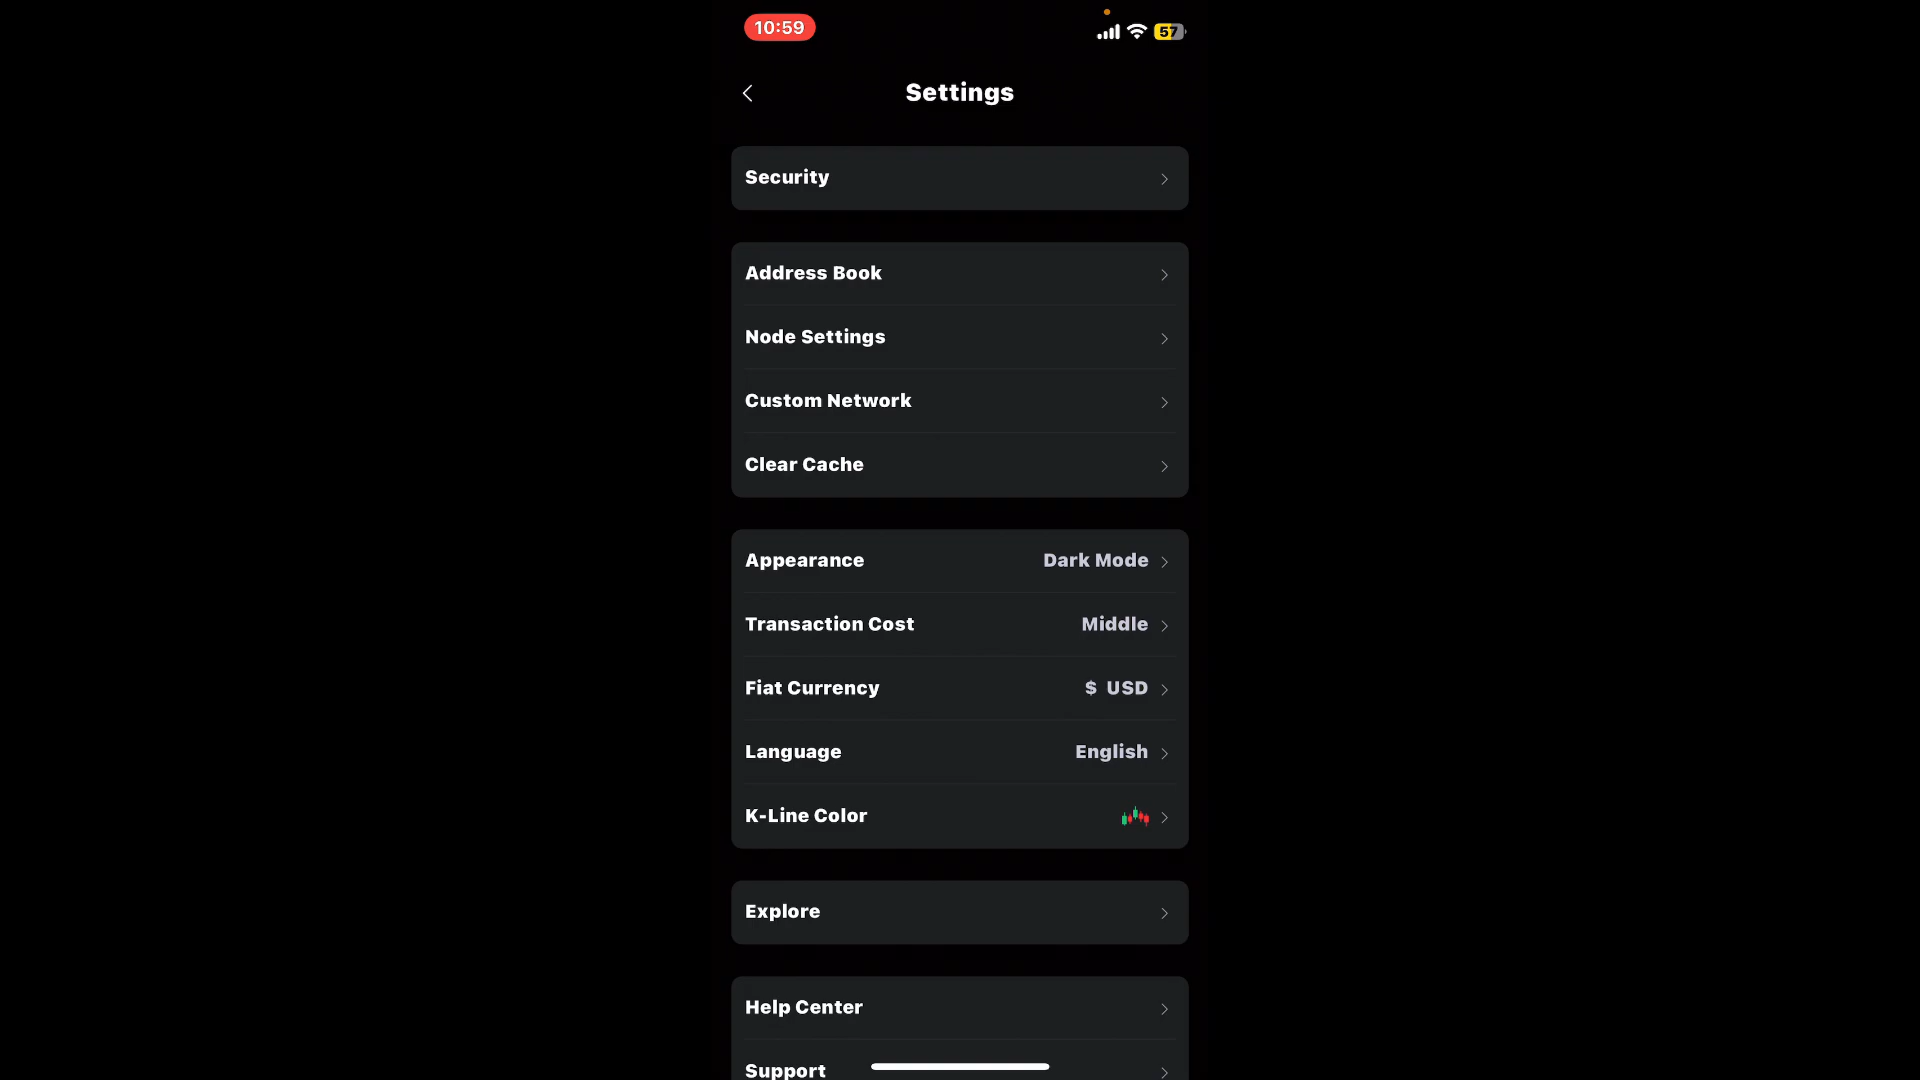 10:59
57
Settings
Security
Address Book
Node Settings
Custom Network
Clear Cache
Appearance Dark Mode
Transaction Cost Middle
Fiat Currency $ USD
Language English
K-Line Color
Explore
Help Center
Support